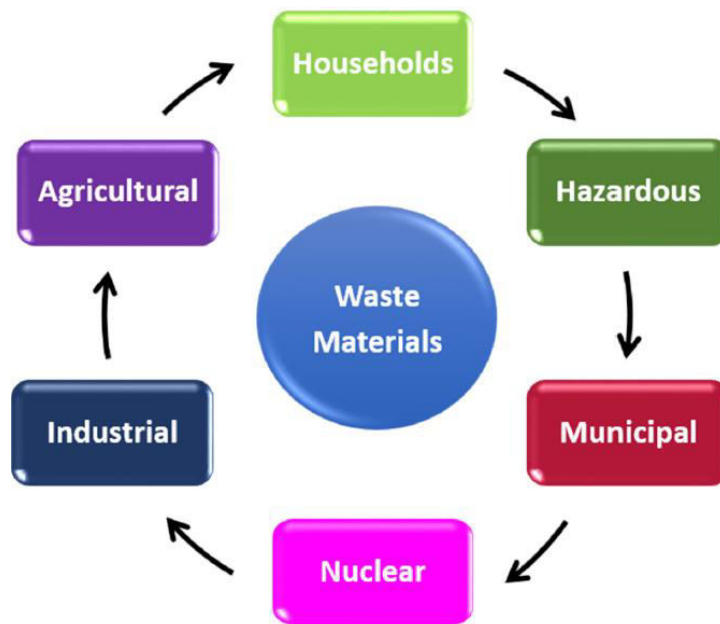 Households
Hazardous
Municipal
Nuclear
Industrial
Agricultural
Waste
Materials